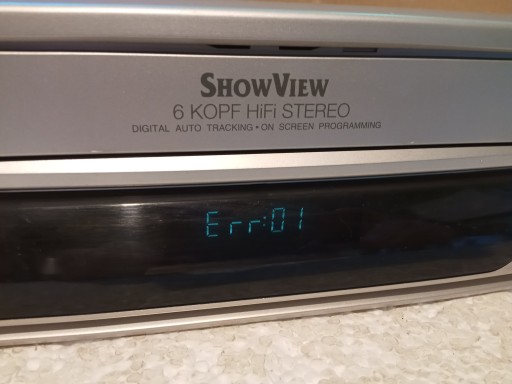 SHOWVIEW
6 KOPF HiFi STEREO
DIGITAL AUTO TRACKING • ON SCREEN PROGRAMMING
Err:01